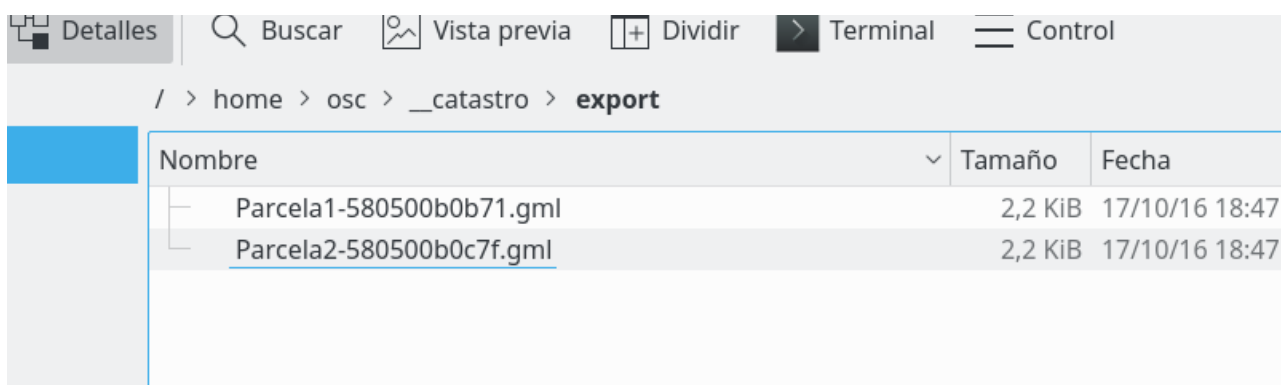 Detalles Buscar Vista previa Dividir Terminal Control
/ > home > osc > __catastro > export
Nombre Tamaño Fecha
Parcela1-580500b0b71.gml 2,2 KiB 17/10/16 18:47
Parcela2-580500b0c7f.gml 2,2 KiB 17/10/16 18:47